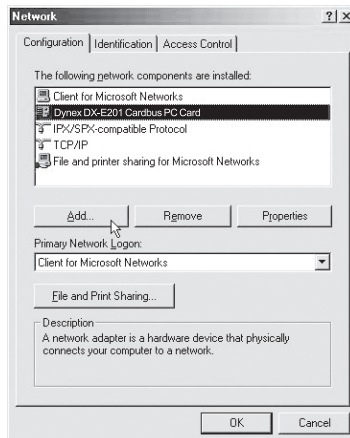 Network
Configuration Identification Access Control
The following network components are installed:
Client for Microsoft Networks
Dynex DX-E201 Cardbus PC Card
IPX/SPX-compatible Protocol
TCP/IP
File and printer sharing for Microsoft Networks
Add... Remove Properties
Primary Network Logon:
Client for Microsoft Networks
File and Print Sharing...
Description
A network adapter is a hardware device that physically
connects your computer to a network.
OK Cancel